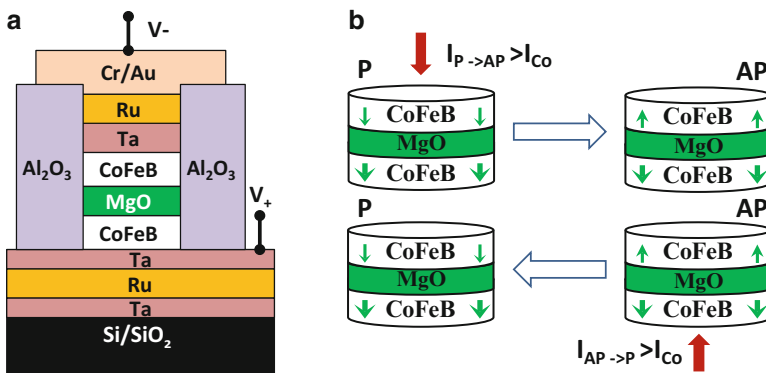 a
V-
Cr/Au
Ru
Ta
CoFeB
Al2O3
Al2O3
MgO
V+
CoFeB
Ta
Ru
Ta
Si/SiO2
b
P
IP->AP>ICo
AP
CoFeB
MgO
CoFeB
CoFeB
MgO
CoFeB
P
AP
CoFeB
MgO
CoFeB
CoFeB
MgO
CoFeB
IAP->P>ICo